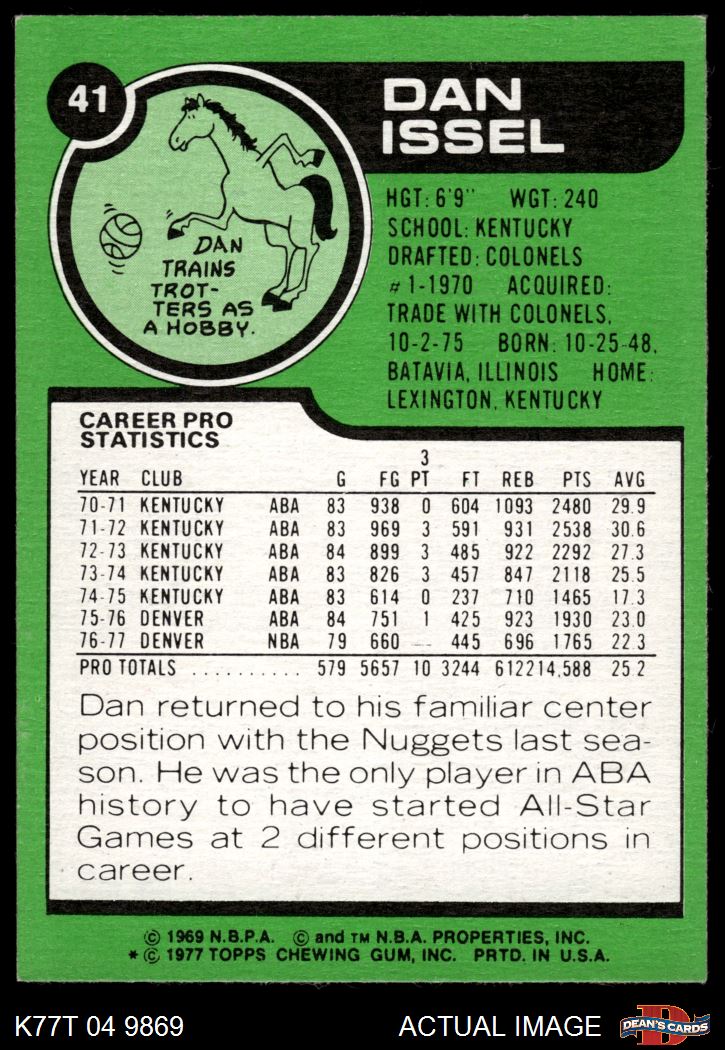 41
DAN
ISSEL
DAN
TRAINS
TROT-
TERS AS
A HOBBY.
HGT: 6'9" WGT: 240
SCHOOL: KENTUCKY
DRAFTED: COLONELS
#1-1970 ACQUIRED:
TRADE WITH COLONELS,
10-2-75 BORN: 10-25-48,
BATAVIA, ILLINOIS HOME:
LEXINGTON, KENTUCKY
CAREER PRO
STATISTICS
YEAR CLUB G FG 3 PT FT REB PTS AVG
70-71 KENTUCKY ABA 83 938 0 604 1093 2480 29.9
71-72 KENTUCKY ABA 83 969 3 591 931 2538 30.6
72-73 KENTUCKY ABA 84 899 3 485 922 2292 27.3
73-74 KENTUCKY ABA 83 826 3 457 847 2118 25.5
74-75 KENTUCKY ABA 83 614 0 237 710 1465 17.3
75-76 DENVER ABA 84 751 1 425 923 1930 23.0
76-77 DENVER NBA 79 660 — 445 696 1765 22.3
PRO TOTALS .......... 579 5657 10 3244 6122 14,588 25.2
Dan returned to his familiar center
position with the Nuggets last sea-
son. He was the only player in ABA
history to have started All-Star
Games at 2 different positions in
career.
© 1969 N.B.P.A. © and TM N.B.A. PROPERTIES, INC.
* © 1977 TOPPS CHEWING GUM, INC. PRTD. IN U.S.A.
K77T 04 9869 ACTUAL IMAGE D DEAN'S CARDS